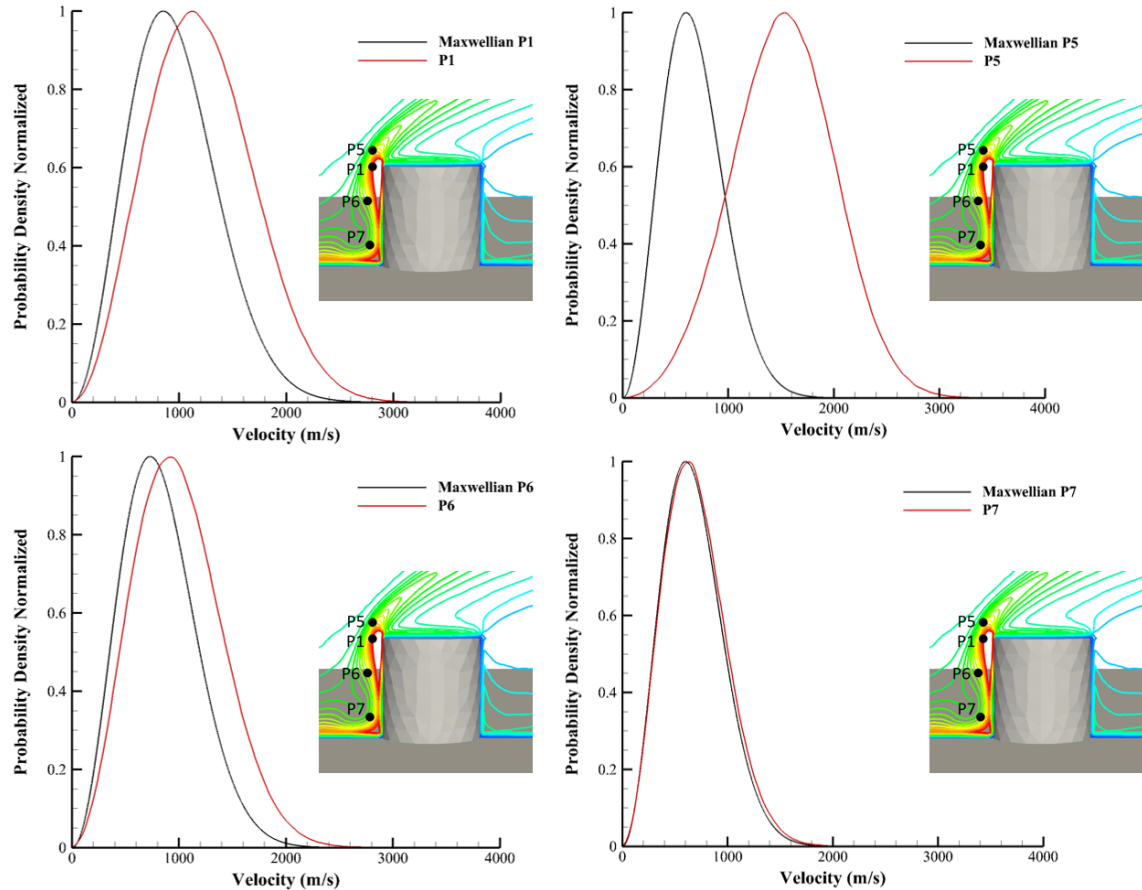 Probability Density Normalized
1
0.8
0.6
0.4
0.2
0
Maxwellian P1
P1
P5
P1
P6
P7
0 1000 2000 3000 4000
Velocity (m/s)
Probability Density Normalized
1
0.8
0.6
0.4
0.2
0
Maxwellian P5
P5
P5
P1
P6
P7
0 1000 2000 3000 4000
Velocity (m/s)
Probability Density Normalized
1
0.8
0.6
0.4
0.2
0
Maxwellian P6
P6
P5
P1
P6
P7
0 1000 2000 3000 4000
Velocity (m/s)
Probability Density Normalized
1
0.8
0.6
0.4
0.2
0
Maxwellian P7
P7
P5
P1
P6
P7
0 1000 2000 3000 4000
Velocity (m/s)